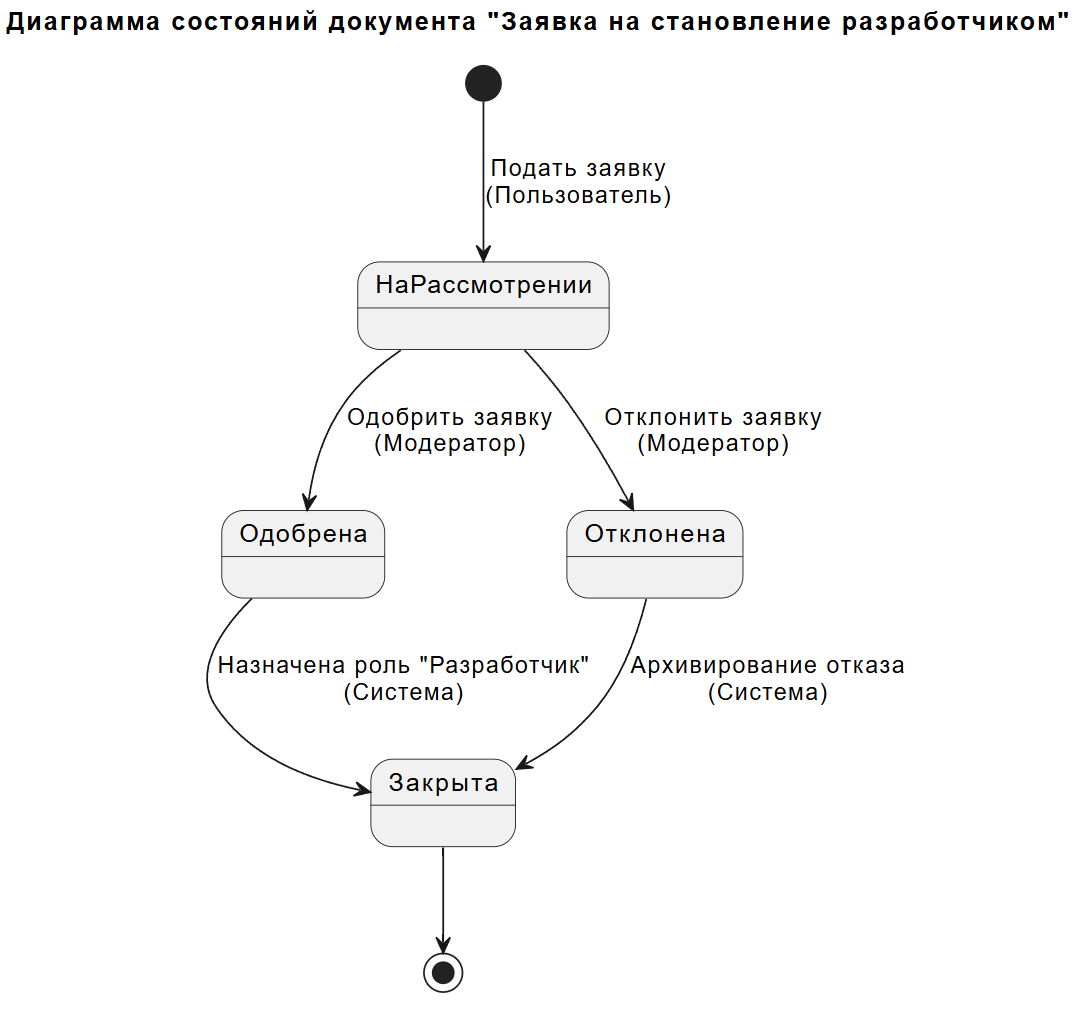 Диаграмма состояний документа "Заявка на становление разработчиком"
Подать заявку
(Пользователь)
НаРассмотрении
Одобрить заявку
(Модератор)
Отклонить заявку
(Модератор)
Одобрена
Отклонена
Назначена роль "Разработчик"
(Система)
Архивирование отказа
(Система)
Закрыта